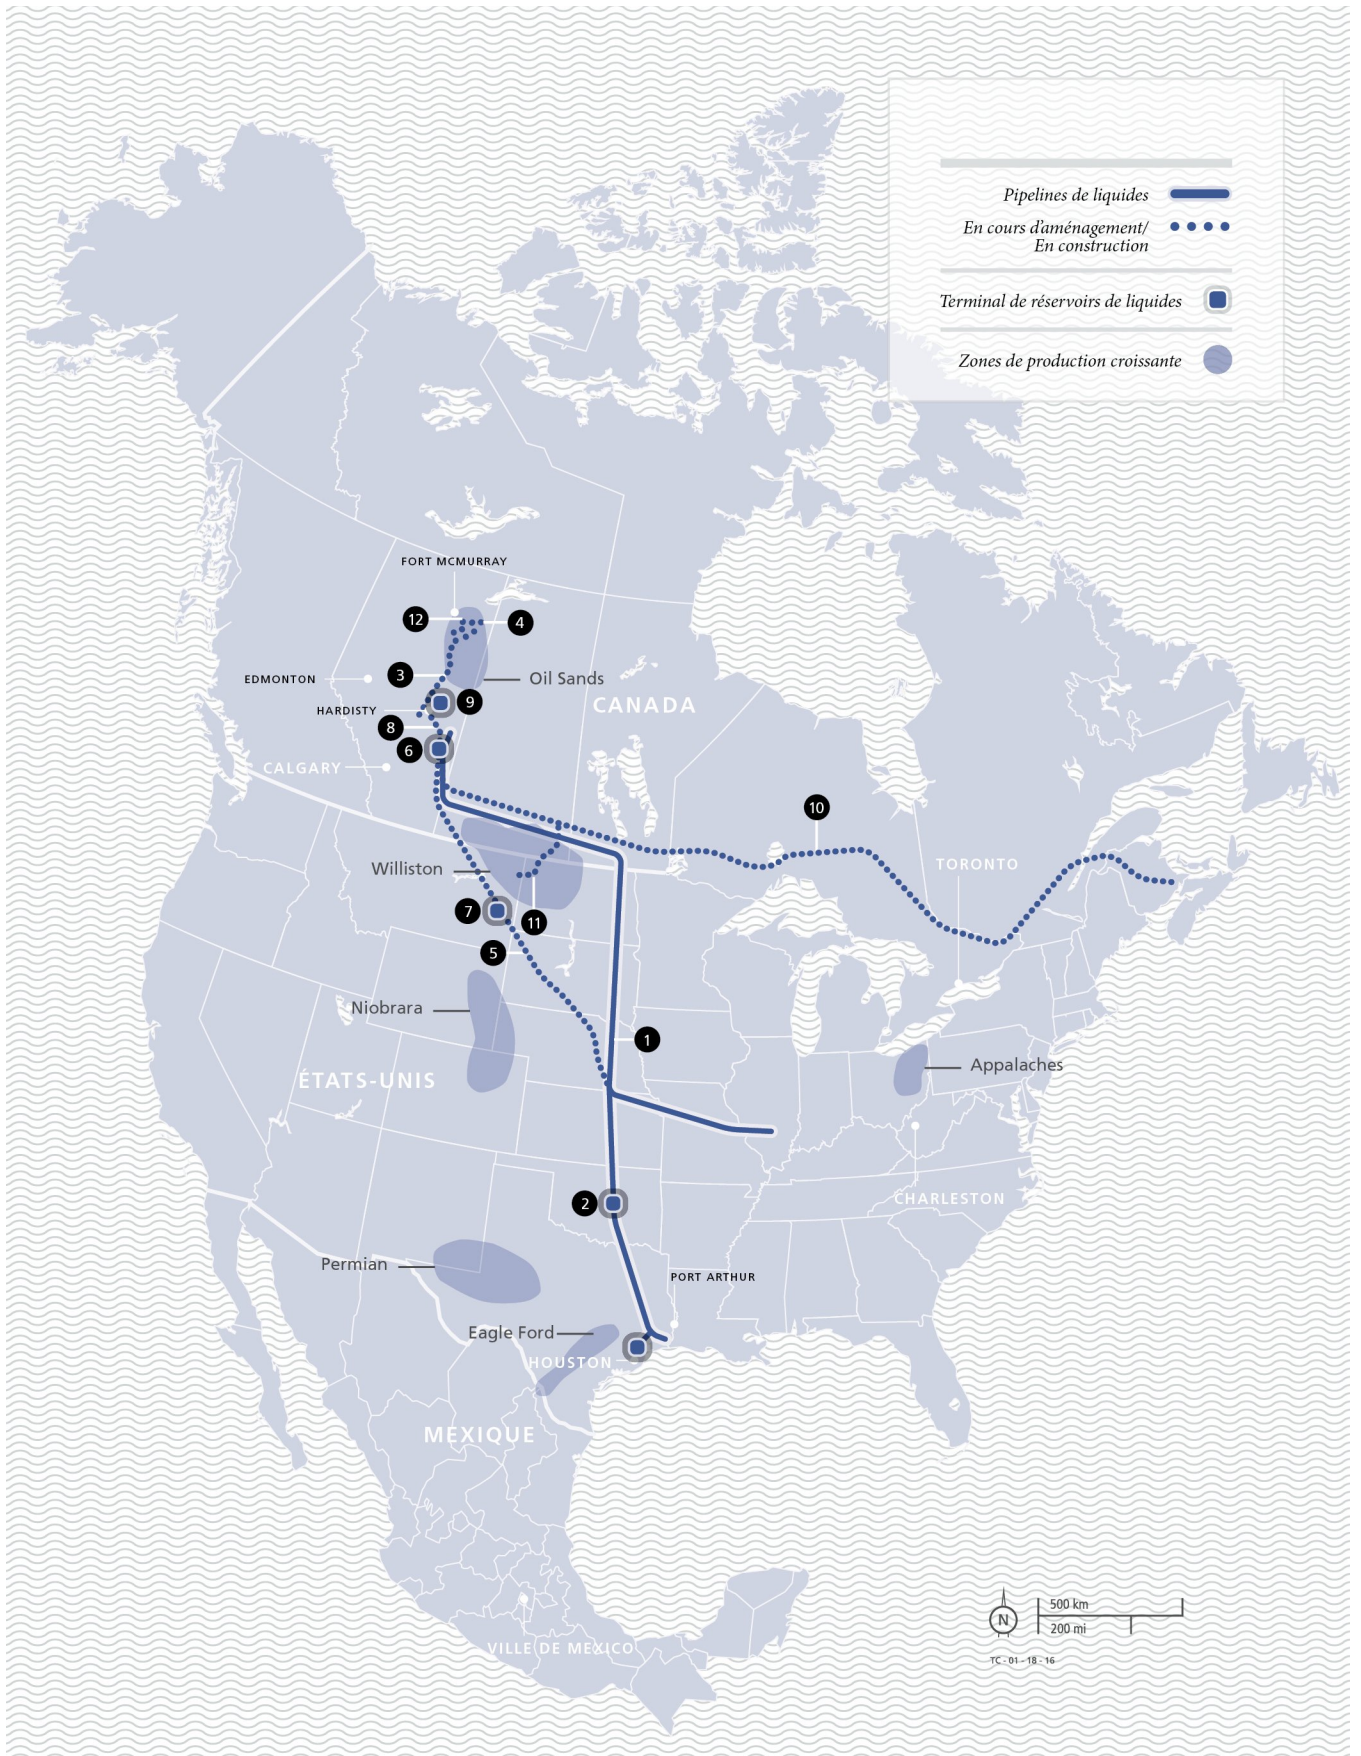 Pipelines de liquides
En cours d'aménagement/
En construction
Terminal de réservoirs de liquides
Zones de production croissante
FORT MCMURRAY
12
4
3
EDMONTON
Oil Sands
9
CANADA
HARDISTY
8
6
CALGARY
10
TORONTO
Williston
7
11
5
Niobrara
1
Appalaches
ÉTATS-UNIS
2
CHARLESTON
Permian
PORT ARTHUR
Eagle Ford
HOUSTON
MEXIQUE
VILLE DE MEXICO
N
500 km
200 mi
TC - 01 - 18 - 16